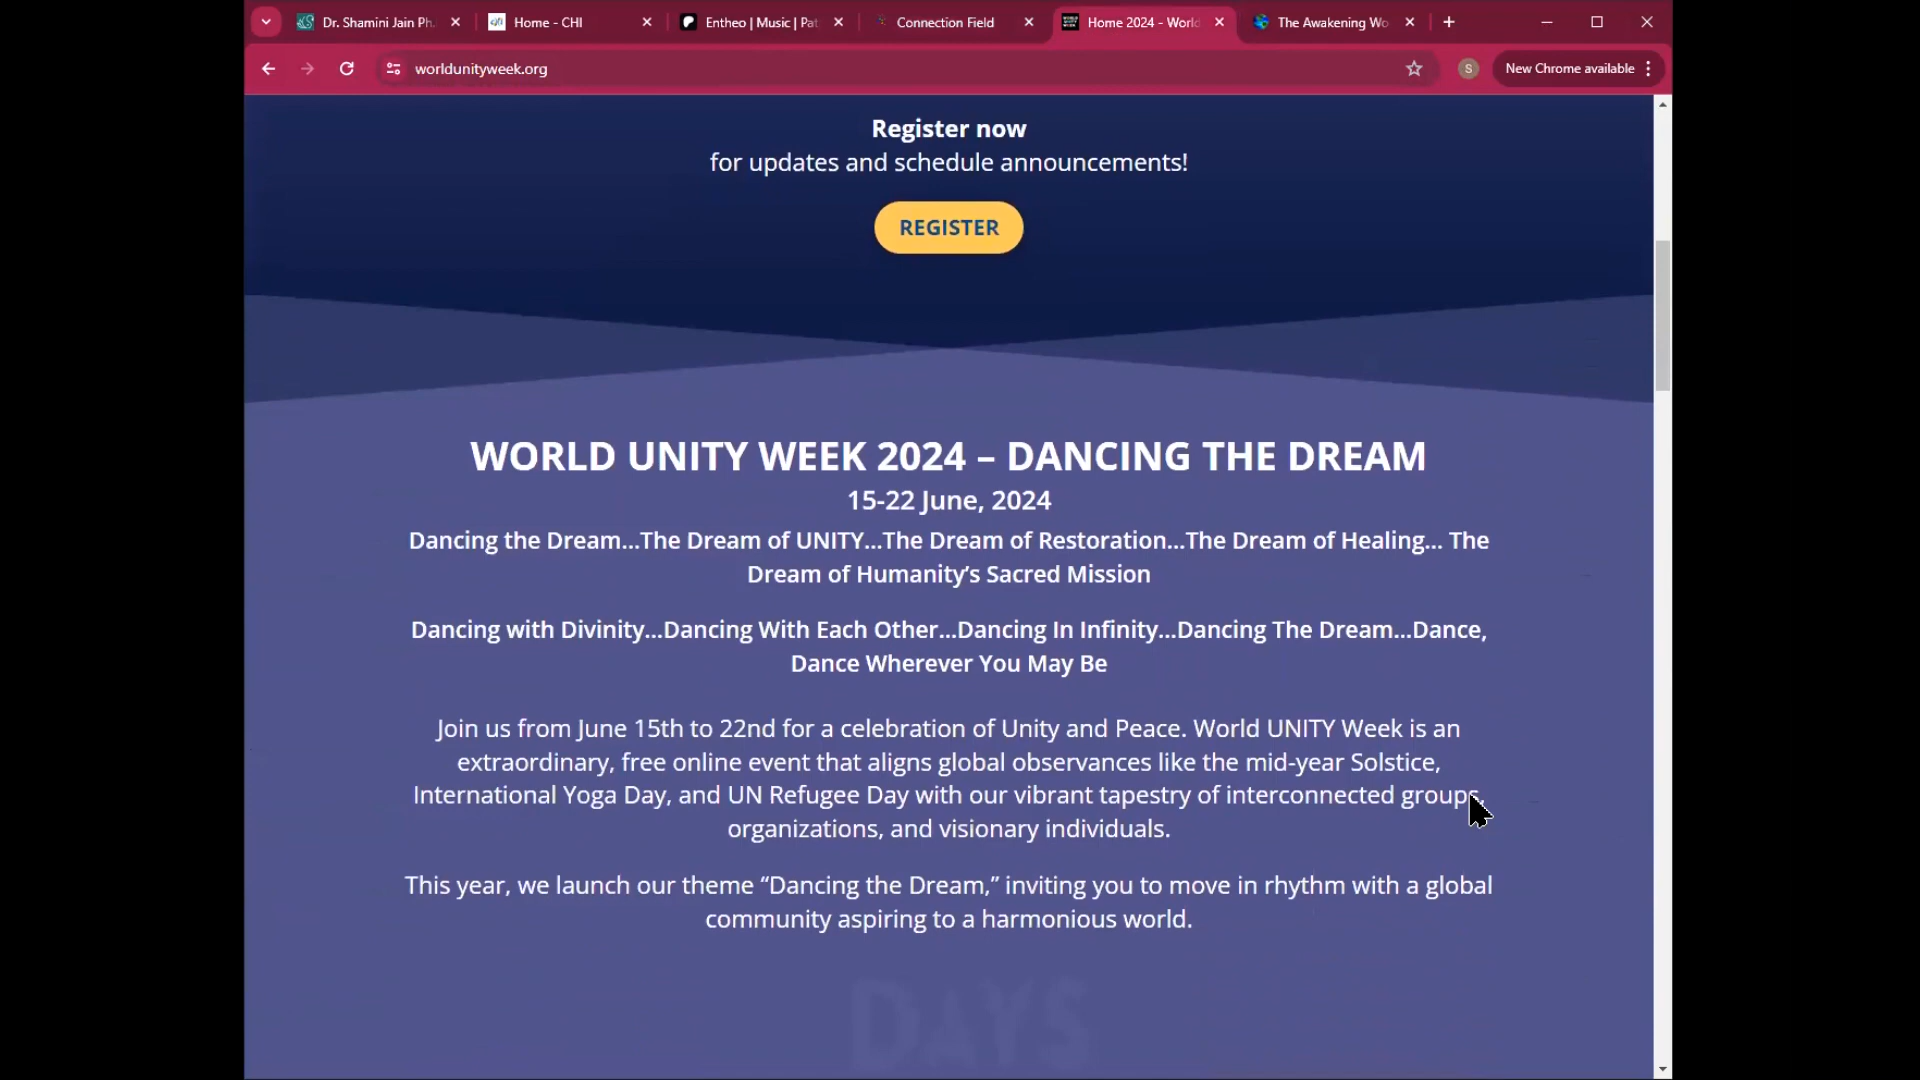 Dr. Shamini Jain Ph.
Home - CHI
Entheo | Music | Pat
Connection Field
Home 2024 - World
The Awakening Wo
worldunityweek.org
S
New Chrome available
Register now
for updates and schedule announcements!
REGISTER
WORLD UNITY WEEK 2024 – DANCING THE DREAM
15-22 June, 2024
Dancing the Dream...The Dream of UNITY...The Dream of Restoration...The Dream of Healing... The
Dream of Humanity’s Sacred Mission
Dancing with Divinity...Dancing With Each Other...Dancing In Infinity...Dancing The Dream...Dance,
Dance Wherever You May Be
Join us from June 15th to 22nd for a celebration of Unity and Peace. World UNITY Week is an
extraordinary, free online event that aligns global observances like the mid-year Solstice,
International Yoga Day, and UN Refugee Day with our vibrant tapestry of interconnected groups,
organizations, and visionary individuals.
This year, we launch our theme “Dancing the Dream,” inviting you to move in rhythm with a global
community aspiring to a harmonious world.
DAYS